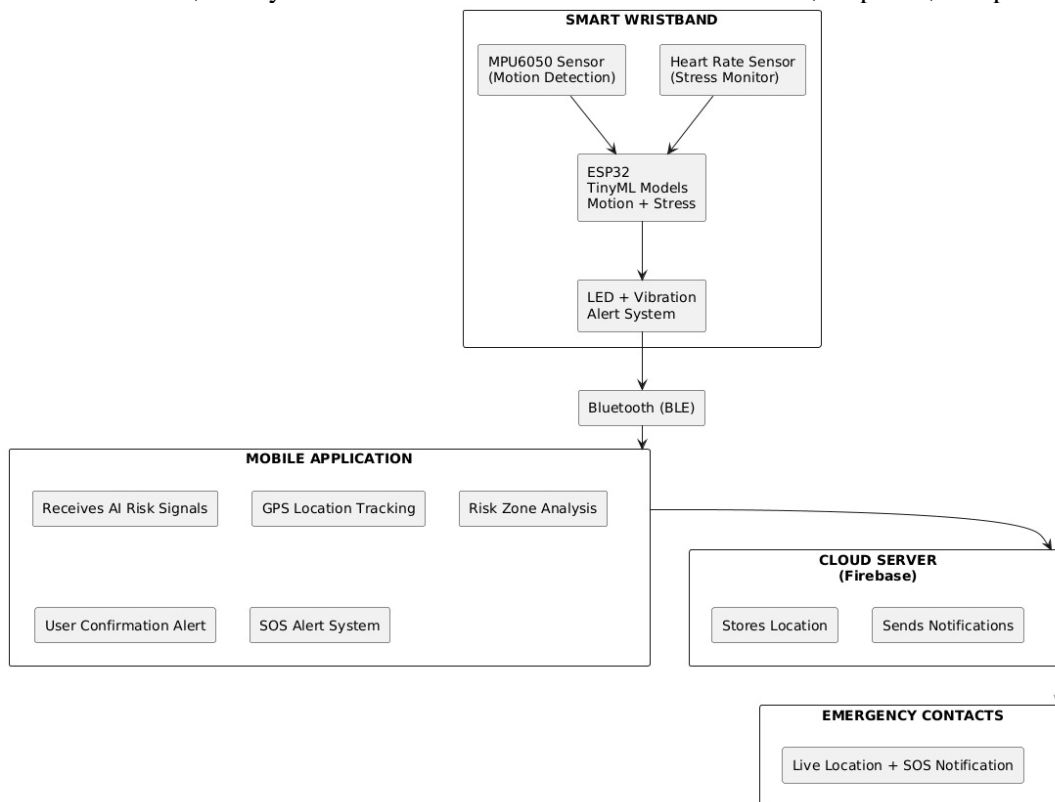 SMART WRISTBAND
MPU6050 Sensor
(Motion Detection)
Heart Rate Sensor
(Stress Monitor)
ESP32
TinyML Models
Motion + Stress
LED + Vibration
Alert System
Bluetooth (BLE)
MOBILE APPLICATION
Receives AI Risk Signals
GPS Location Tracking
Risk Zone Analysis
User Confirmation Alert
SOS Alert System
CLOUD SERVER
(Firebase)
Stores Location
Sends Notifications
EMERGENCY CONTACTS
Live Location + SOS Notification